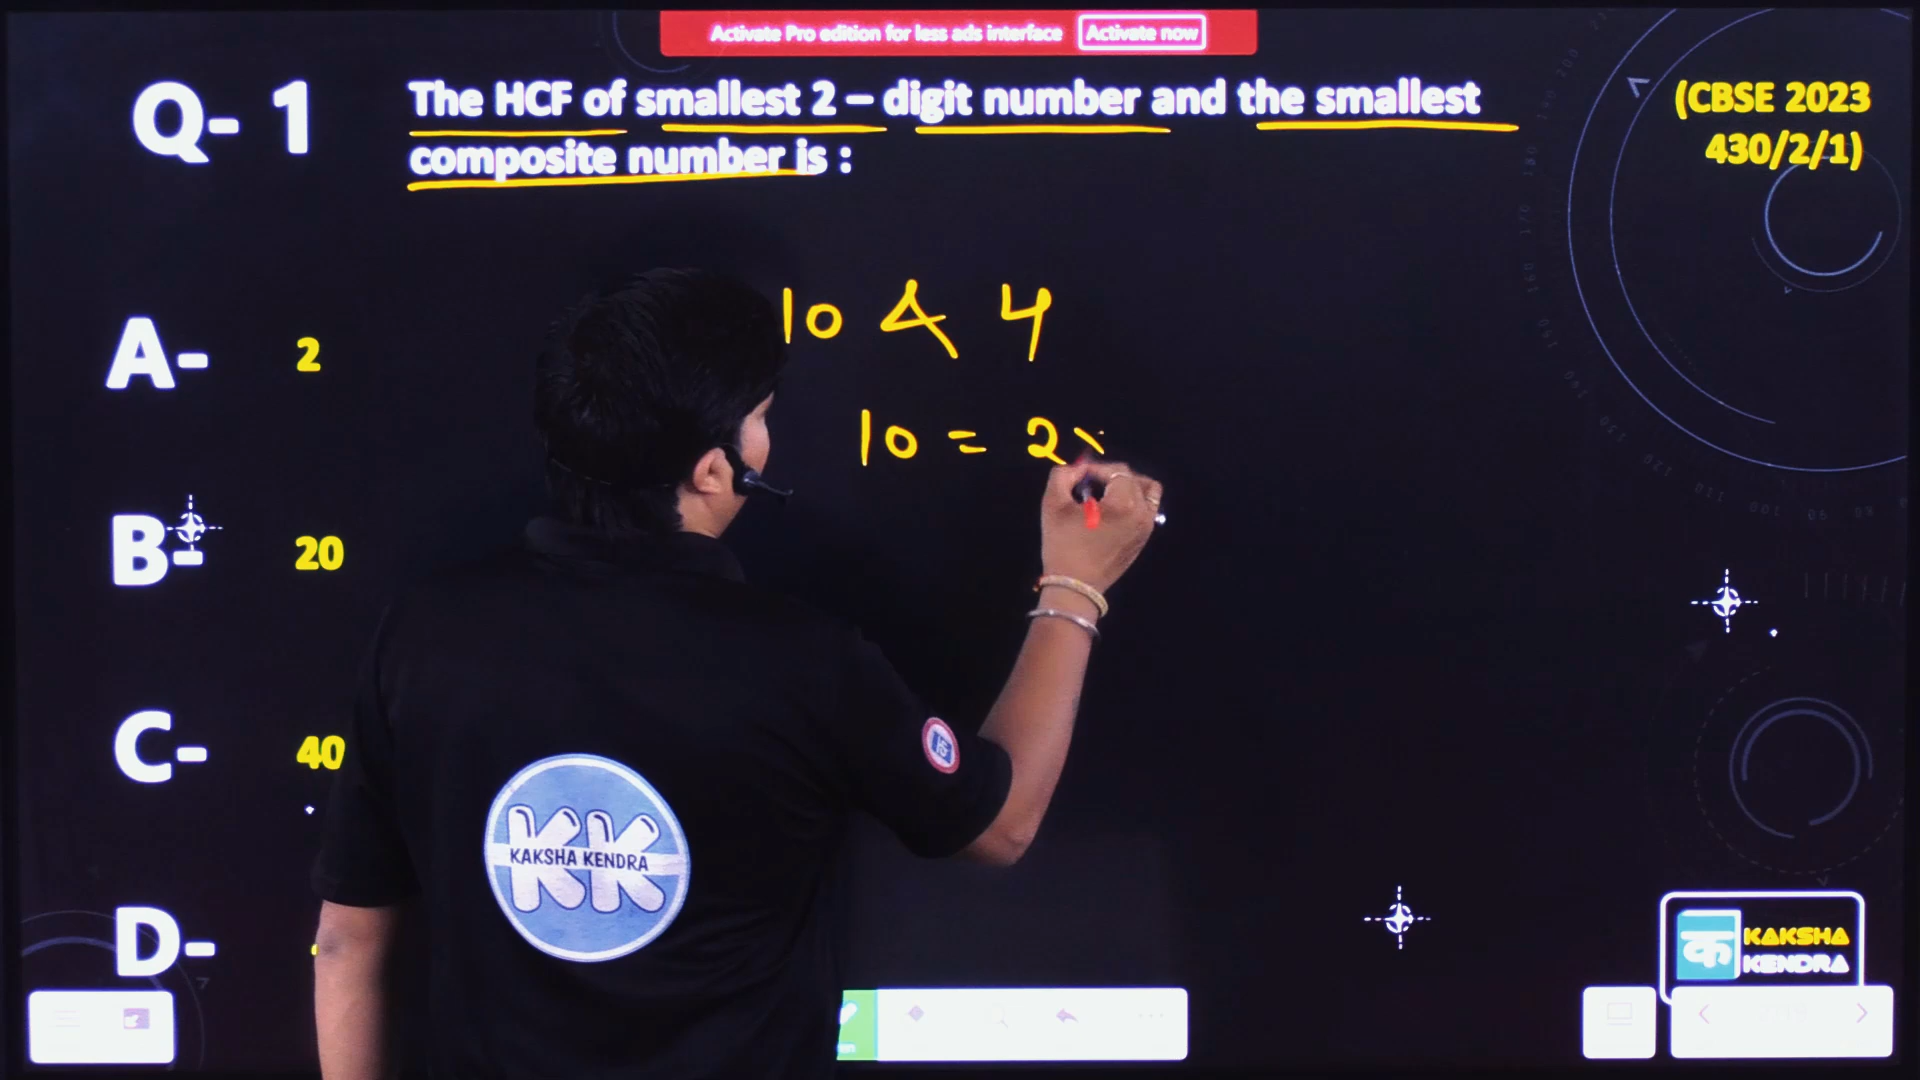 Activate Pro edition for less ads interface Activate now
Q- 1 The HCF of smallest 2 – digit number and the smallest
composite number is :
(CBSE 2023
430/2/1)
10 & 4
10 = 2×
A- 2
B- 20
C- 40
D-
KK
KAKSHA KENDRA
क KAKSHA
KENDRA